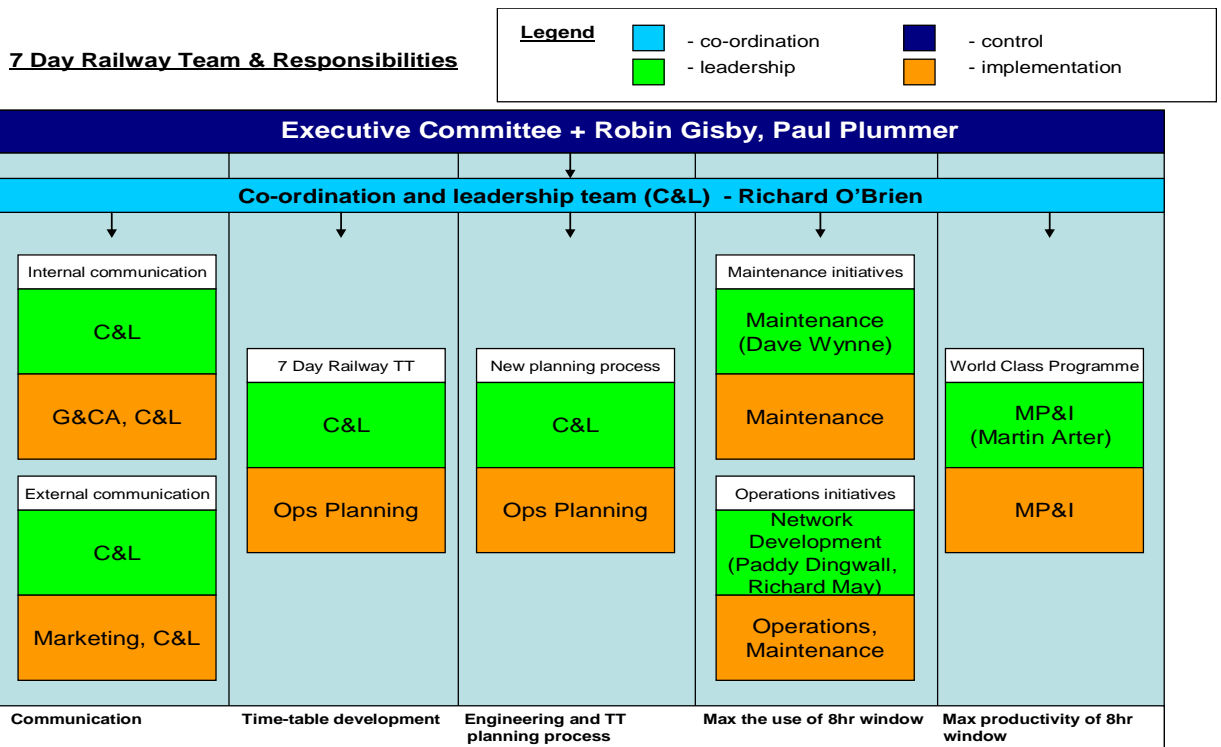 7 Day Railway Team & Responsibilities
Legend
- co-ordination
- control
- leadership
- implementation
Executive Committee + Robin Gisby, Paul Plummer
Co-ordination and leadership team (C&L)  - Richard O'Brien
Internal communication
C&L
G&CA, C&L
External communication
C&L
Marketing, C&L
7 Day Railway TT
C&L
Ops Planning
New planning process
C&L
Ops Planning
Maintenance initiatives
Maintenance
(Dave Wynne)
Maintenance
Operations initiatives
Network
Development
(Paddy Dingwall,
Richard May)
Operations,
Maintenance
World Class Programme
MP&I
(Martin Arter)
MP&I
Communication
Time-table development
Engineering and TT
planning process
Max the use of 8hr window
Max productivity of 8hr
window